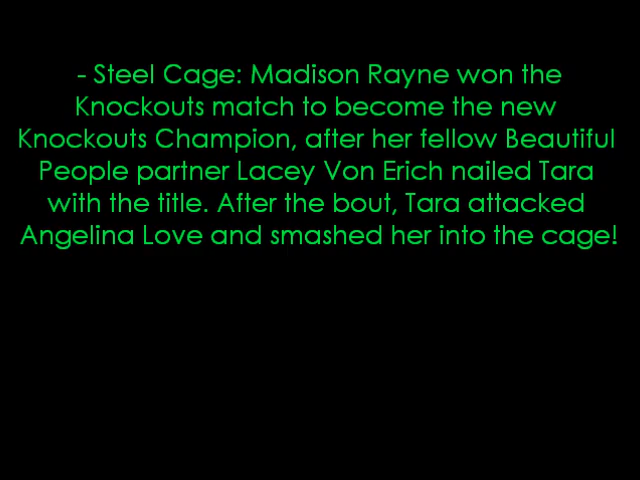 - Steel Cage: Madison Rayne won the
Knockouts match to become the new
Knockouts Champion, after her fellow Beautiful
People partner Lacey Von Erich nailed Tara
with the title. After the bout, Tara attacked
Angelina Love and smashed her into the cage!